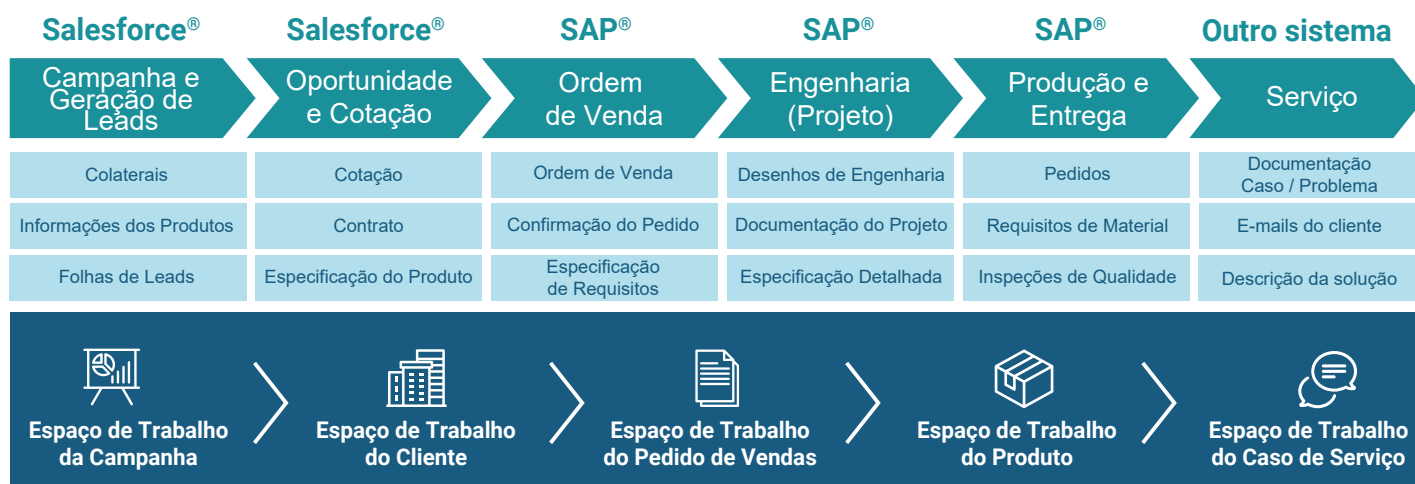 Salesforce®
Salesforce®
SAP®
SAP®
SAP®
Outro sistema
Campanha e
Geração de
Leads
Oportunidade
e Cotação
Ordem
de Venda
Engenharia
(Projeto)
Produção e
Entrega
Serviço
Colaterais
Cotação
Ordem de Venda
Desenhos de Engenharia
Pedidos
Documentação
Caso / Problema
Informações dos Produtos
Contrato
Confirmação do Pedido
Documentação do Projeto
Requisitos de Material
E-mails do cliente
Folhas de Leads
Especificação do Produto
Especificação
de Requisitos
Especificação Detalhada
Inspeções de Qualidade
Descrição da solução
Espaço de Trabalho
da Campanha
Espaço de Trabalho
do Cliente
Espaço de Trabalho
do Pedido de Vendas
Espaço de Trabalho
do Produto
Espaço de Trabalho
do Caso de Serviço